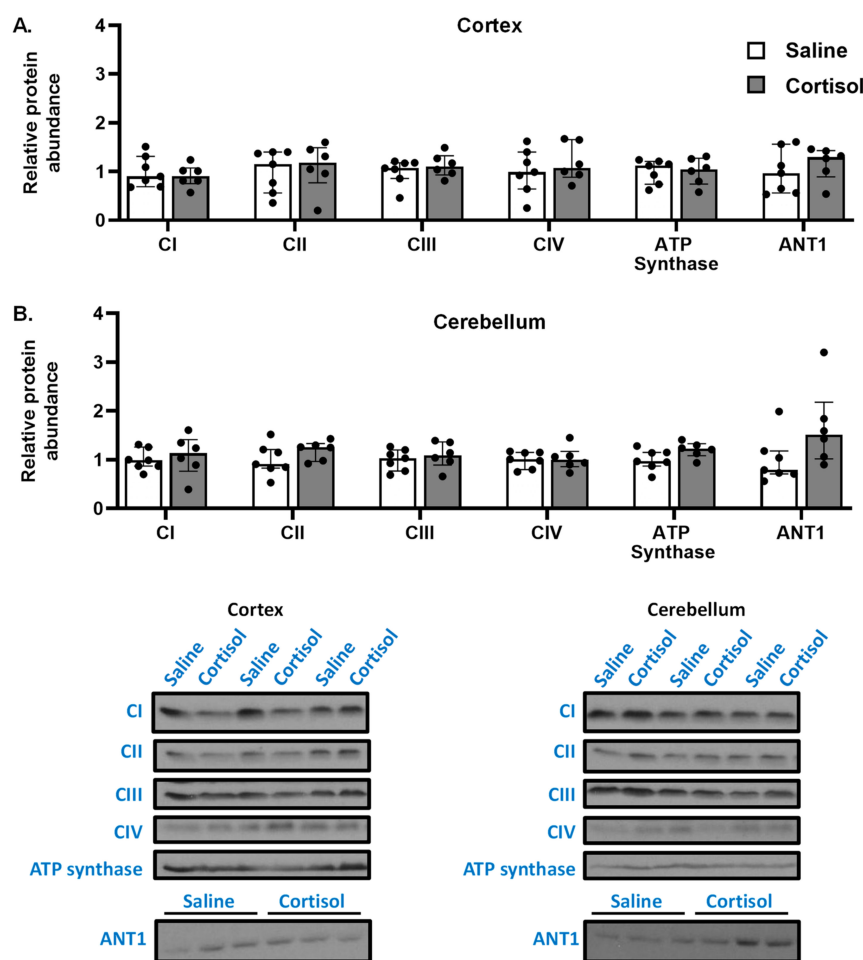 A.
Cortex
Relative protein
abundance
4
3
2
1
0
Saline
Cortisol
CI
CII
CIII
CIV
ATP
Synthase
ANT1
B.
Cerebellum
Relative protein
abundance
4
3
2
1
0
CI
CII
CIII
CIV
ATP
Synthase
ANT1
Cortex
Saline Cortisol Saline Cortisol Saline Cortisol
CI
CII
CIII
CIV
ATP synthase
Saline Cortisol
ANT1
Cerebellum
Saline Cortisol Saline Cortisol Saline Cortisol
CI
CII
CIII
CIV
ATP synthase
Saline Cortisol
ANT1